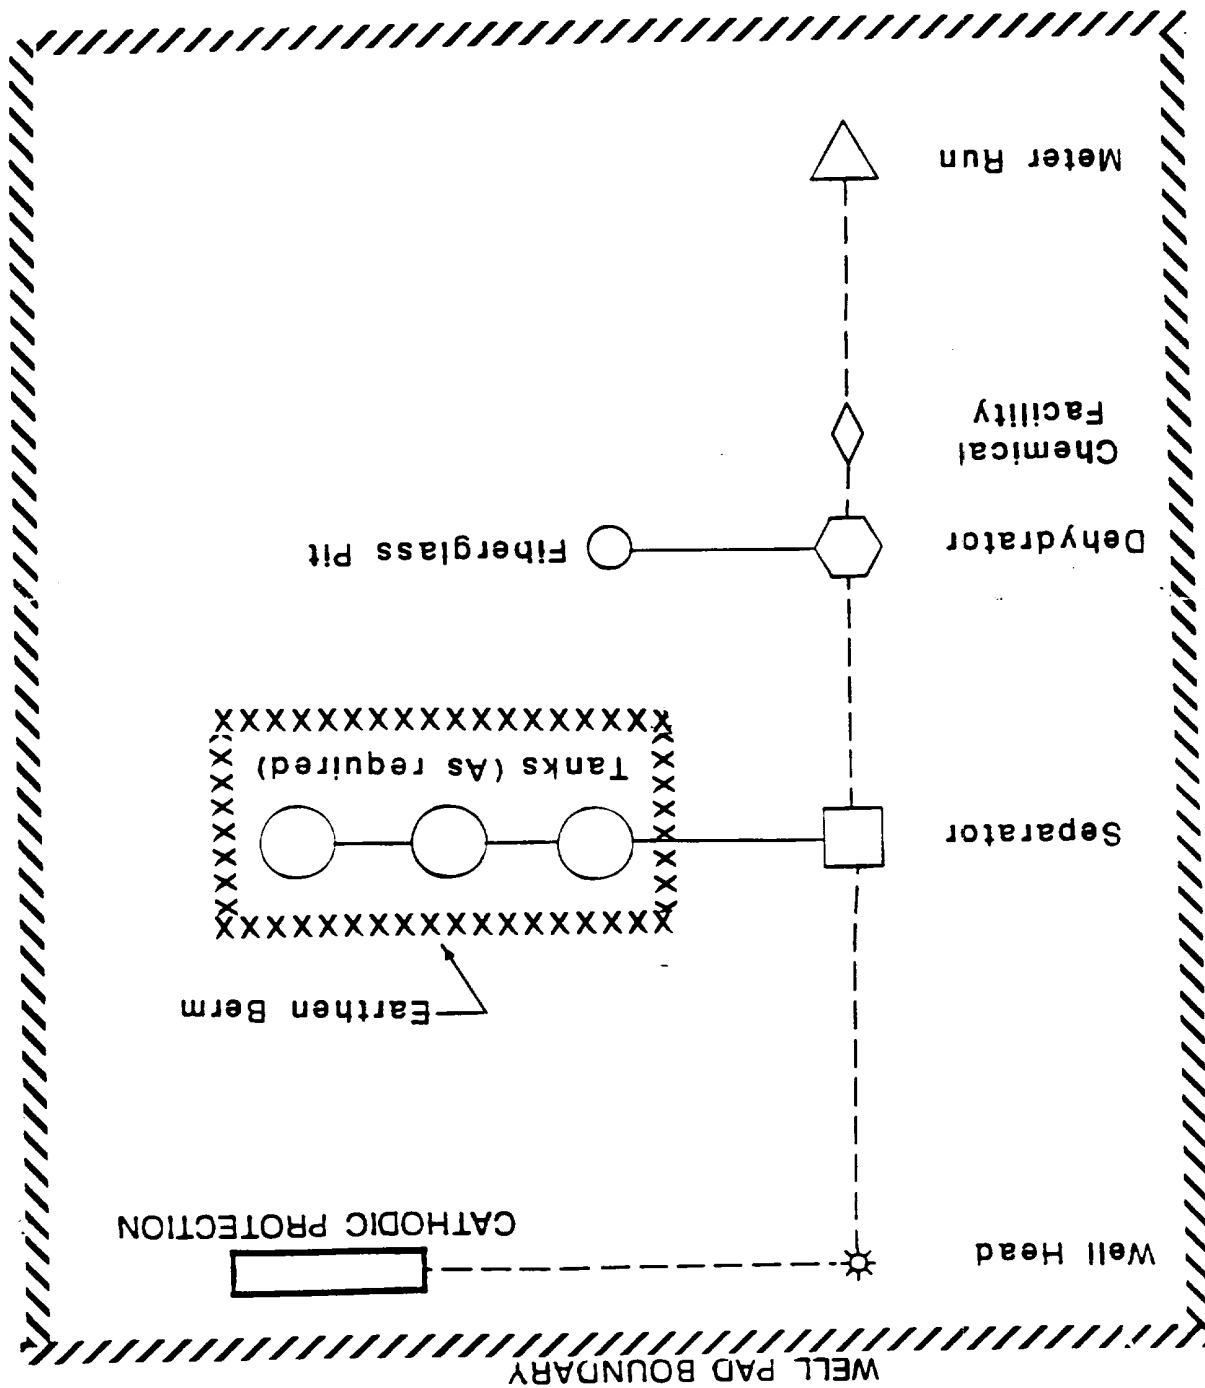 WELL PAD BOUNDARY
Well Head
CATHODIC PROTECTION
Earthen Berm
Separator
Tanks (As required)
Dehydrator
Fiberglass Pit
Chemical
Facility
Meter Run